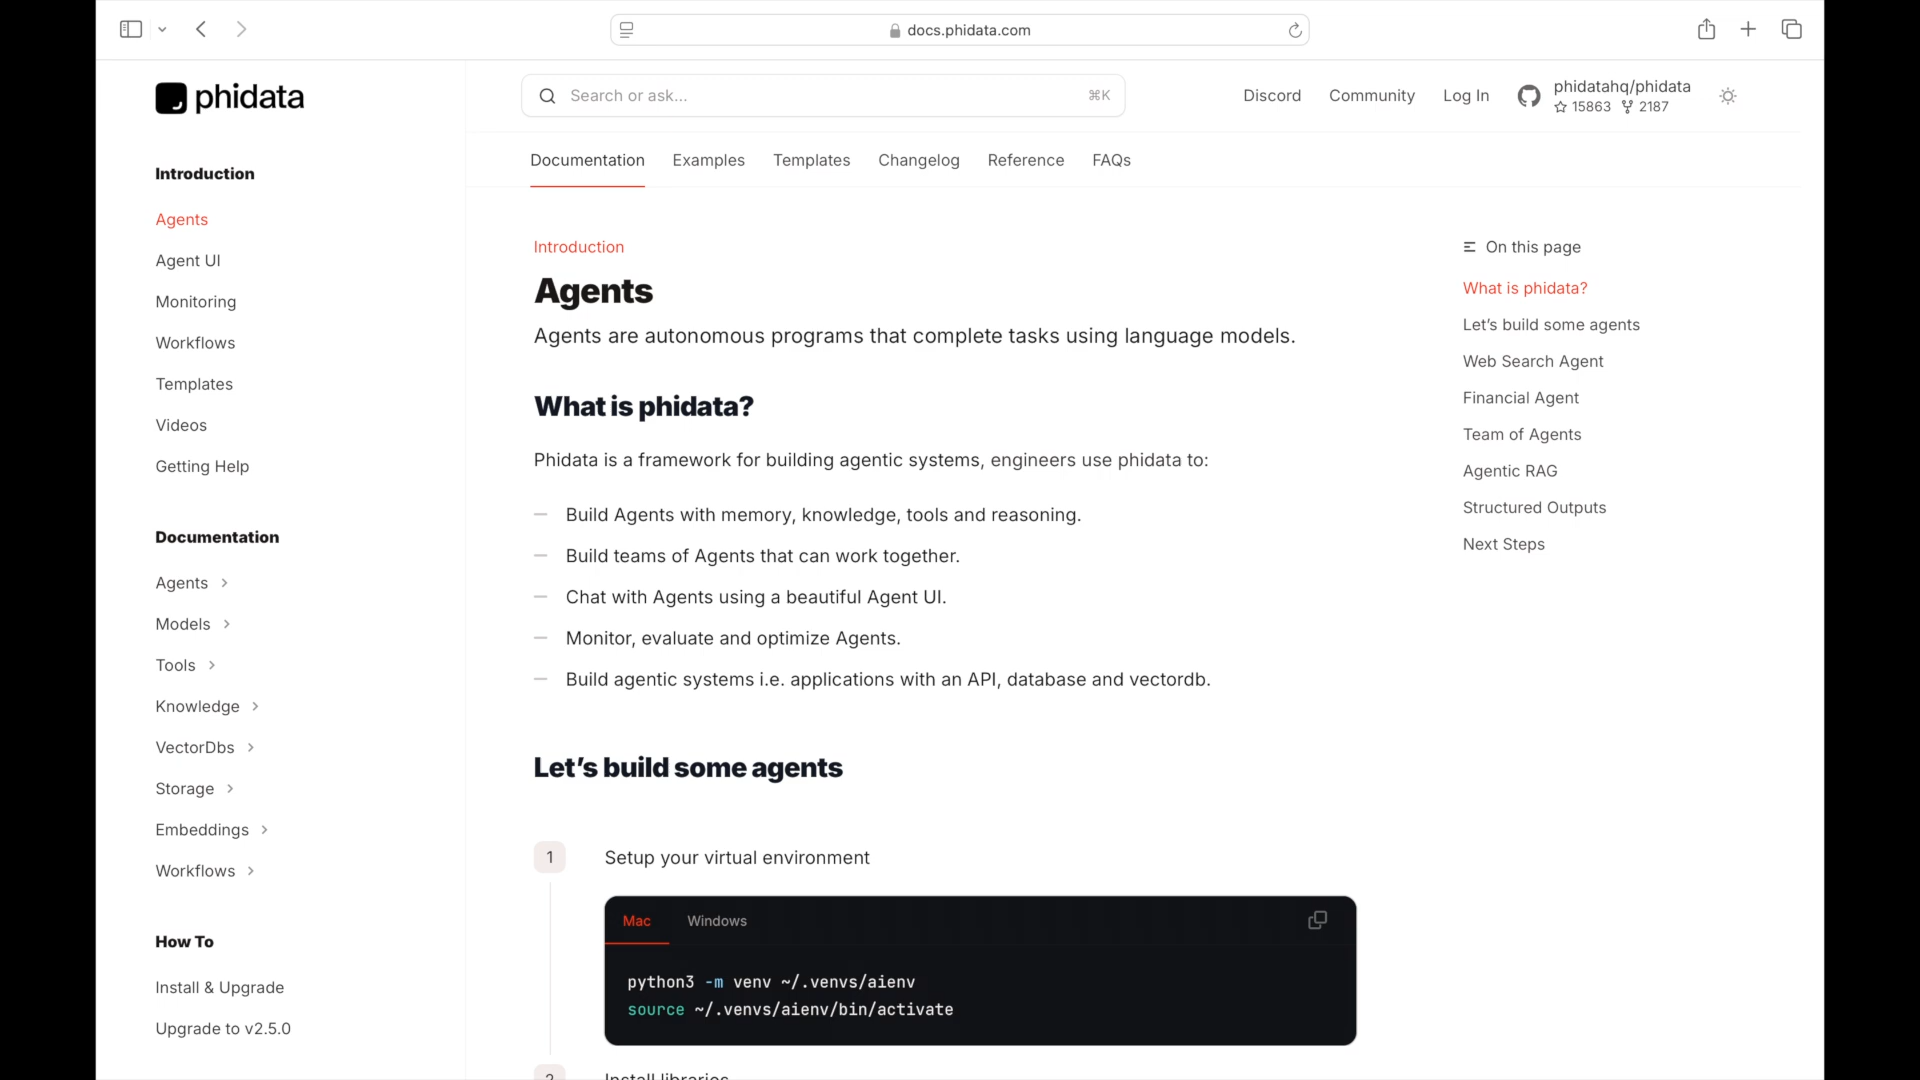 docs.phidata.com
phidata
Search or ask...
⌘K
Discord
Community
Log In
phidatahq/phidata
15863
2187
Documentation
Examples
Templates
Changelog
Reference
FAQs
Introduction
Agents
Agent UI
Monitoring
Workflows
Templates
Videos
Getting Help
Documentation
Agents
Models
Tools
Knowledge
VectorDbs
Storage
Embeddings
Workflows
How To
Install & Upgrade
Upgrade to v2.5.0
Introduction
Agents
Agents are autonomous programs that complete tasks using language models.
What is phidata?
Phidata is a framework for building agentic systems, engineers use phidata to:
Build Agents with memory, knowledge, tools and reasoning.
Build teams of Agents that can work together.
Chat with Agents using a beautiful Agent UI.
Monitor, evaluate and optimize Agents.
Build agentic systems i.e. applications with an API, database and vectordb.
Let’s build some agents
1
Setup your virtual environment
Mac
Windows
python3 -m venv ~/.venvs/aienv
source ~/.venvs/aienv/bin/activate
2
Install libraries
On this page
What is phidata?
Let’s build some agents
Web Search Agent
Financial Agent
Team of Agents
Agentic RAG
Structured Outputs
Next Steps